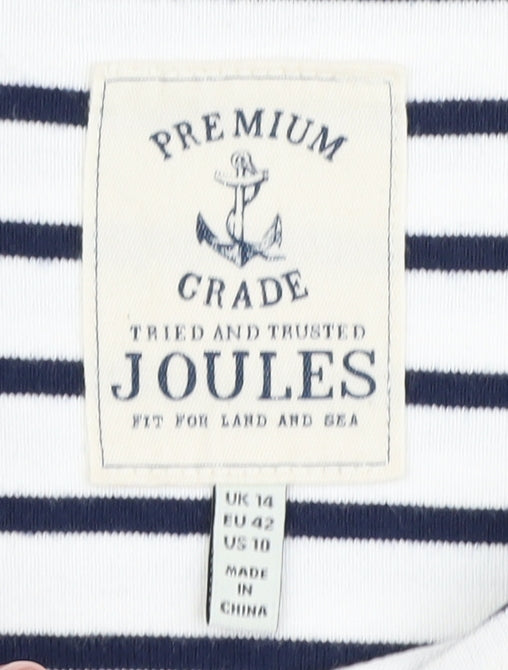 PREMIUM
GRADE
TRIED AND TRUSTED
JOULES
FIT FOR LAND AND SEA
UK 14
EU 42
US 10
MADE
IN
CHINA